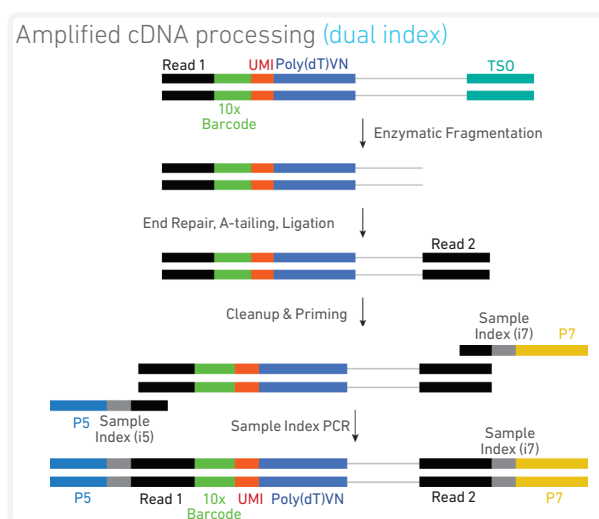 Amplified cDNA processing (dual index)
Read 1 UMI Poly(dT)VN TSO
10x
Barcode
Enzymatic Fragmentation
End Repair, A-tailing, Ligation
Read 2
Cleanup & Priming
Sample
Index (i7) P7
P5 Sample
Index (i5)
Sample Index PCR
Sample
Index (i7)
P5 Read 1 10x UMI Poly(dT)VN Read 2 P7
Barcode